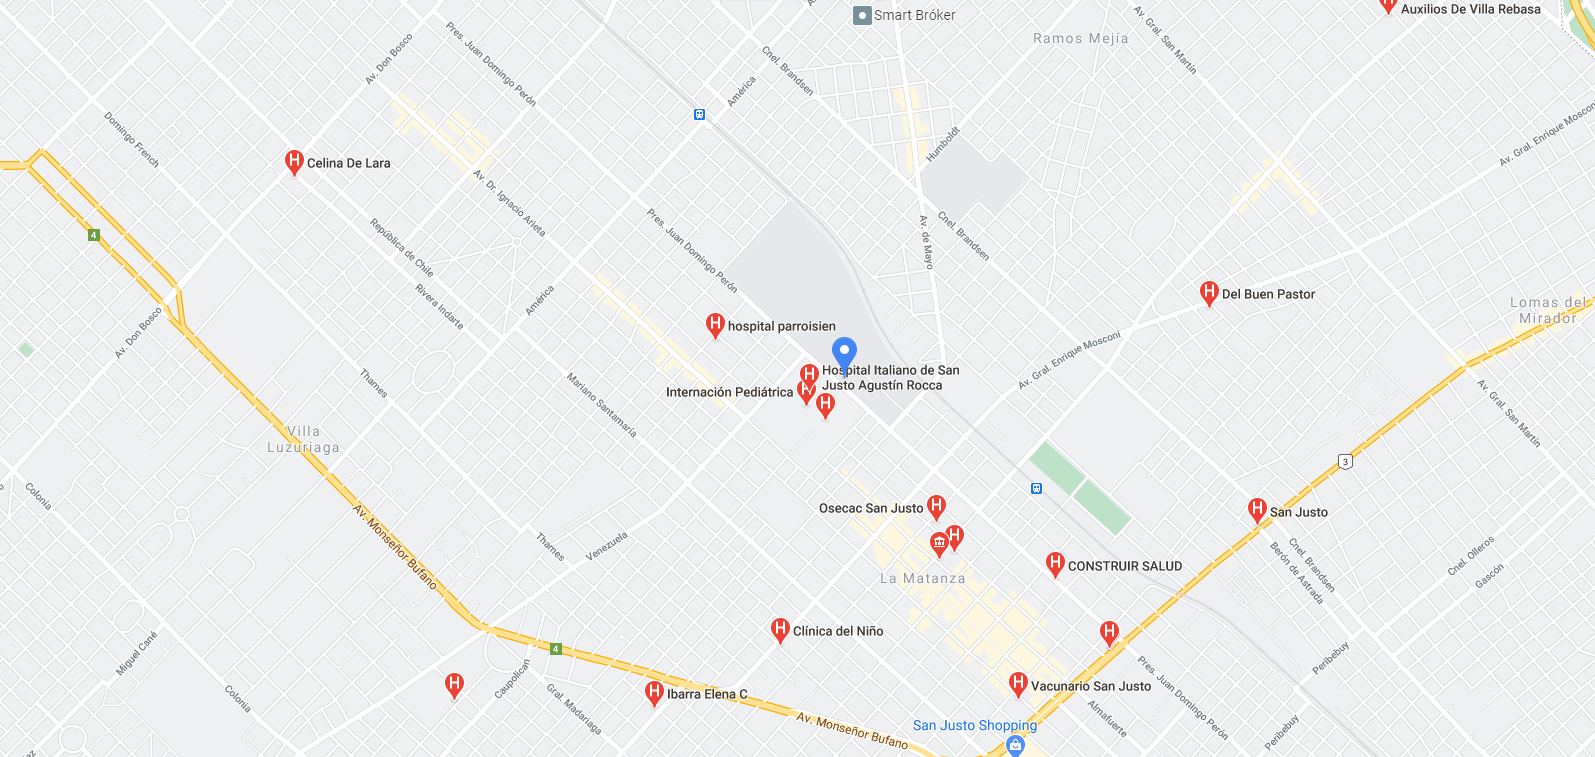 Smart Bróker
Auxilios De Villa Rebasa
Ramos Mejía
Av. Gral. San Martín
Pres. Juan Domingo Perón
Cnel. Brandsen
Av. Don Bosco
América
Domingo French
Av. Gral. Enrique Mosconi
Humboldt
H
Celina De Lara
Av. Dr. Ignacio Arieta
4
República de Chile
Av. de Mayo
Cnel. Brandsen
Pres. Juan Domingo Perón
Rivera Indarte
América
H
Del Buen Pastor
Lomas del
Mirador
Av. Don Bosco
H
hospital parroisien
Av. Gral. Enrique Mosconi
H
Hospital Italiano de San
Justo Agustín Rocca
Internación Pediátrica
H
H
Thames
Mariano Santamaría
Av. Gral. San Martín
Villa
Luzuriaga
3
Colonia
Av. Monseñor Bufano
H
Osecac San Justo
H
San Justo
Thames
Venezuela
H
Cnel. Brandsen
Berón de Astrada
Cnel. Olleros
Gascón
La Matanza
H
CONSTRUIR SALUD
H
Clínica del Niño
H
Miguel Cané
4
Peribebuy
Caupolican
H
H
Ibarra Elena C
H
Vacunario San Justo
Pres. Juan Domingo Perón
Colonia
Gral. Madariaga
Almafuerte
Av. Monseñor Bufano
San Justo Shopping
Peribebuy